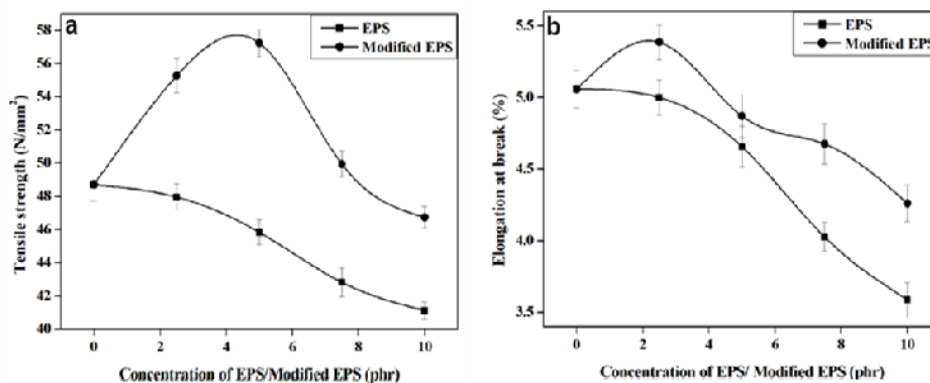 a
EPS
Modified EPS
58
56
54
52
50
48
46
44
42
40
0
2
4
6
8
10
Tensile strength (N/mm²)
Concentration of EPS/Modified EPS (phr)
b
EPS
Modified EPS
5.5
5.0
4.5
4.0
3.5
0
2
4
6
8
10
Elongation at break (%)
Concentration of EPS/ Modified EPS (phr)